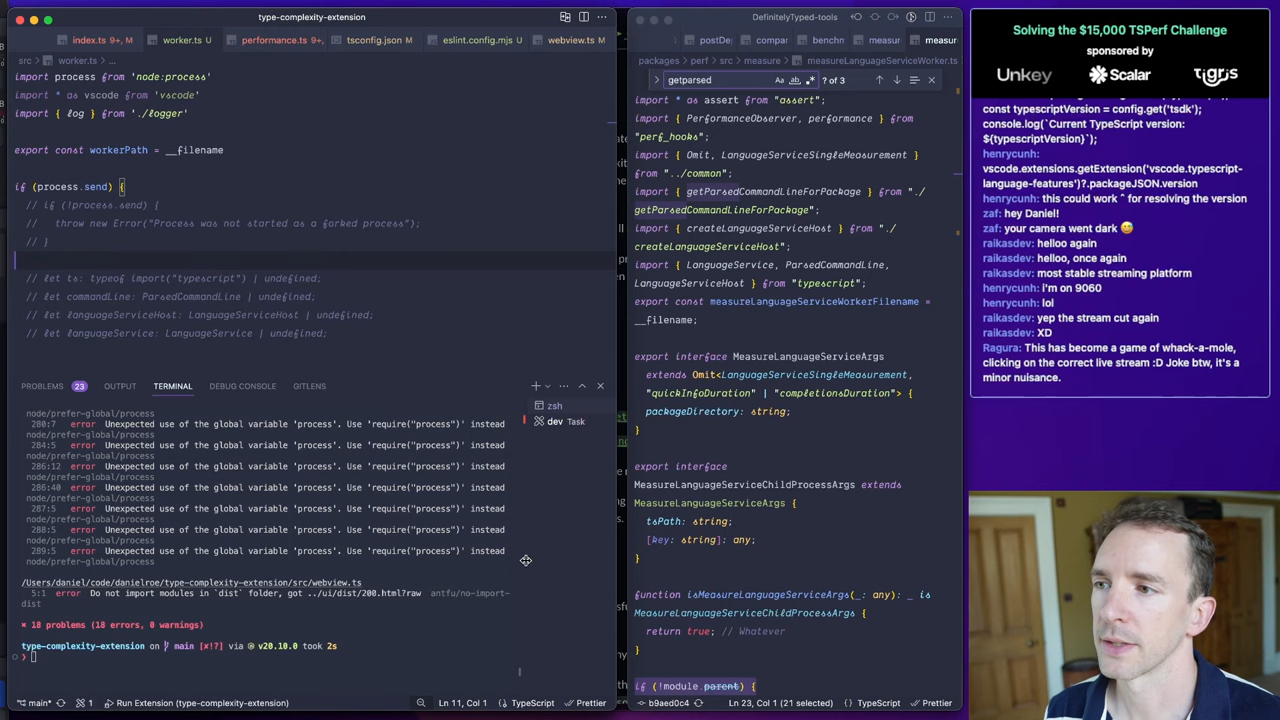 type-complexity-extension
index.ts 9+, M
worker.ts U
performance.ts 9+
tsconfig.json M
eslint.config.mjs U
webview.ts M
src > worker.ts > ...
import process from 'node:process'
import * as vscode from 'vscode'
import { log } from './logger'
export const workerPath = __filename
if (process.send) {
// if (!process.send) {
//   throw new Error("Process was not started as a forked process");
// }
// let ts: typeof import("typescript") | undefined;
// let commandLine: ParsedCommandLine | undefined;
// let languageServiceHost: LanguageServiceHost | undefined;
// let languageService: LanguageService | undefined;
PROBLEMS 23 OUTPUT TERMINAL DEBUG CONSOLE GITLENS
zsh
dev Task
node/prefer-global/process
280:7 error Unexpected use of the global variable 'process'. Use 'require("process")' instead
node/prefer-global/process
284:5 error Unexpected use of the global variable 'process'. Use 'require("process")' instead
node/prefer-global/process
286:12 error Unexpected use of the global variable 'process'. Use 'require("process")' instead
node/prefer-global/process
286:40 error Unexpected use of the global variable 'process'. Use 'require("process")' instead
node/prefer-global/process
287:5 error Unexpected use of the global variable 'process'. Use 'require("process")' instead
node/prefer-global/process
288:5 error Unexpected use of the global variable 'process'. Use 'require("process")' instead
node/prefer-global/process
289:5 error Unexpected use of the global variable 'process'. Use 'require("process")' instead
node/prefer-global/process
/Users/daniel/code/danielroe/type-complexity-extension/src/webview.ts
5:1 error Do not import modules in `dist` folder, got ../ui/dist/200.html?raw antfu/no-import-
dist
✖ 18 problems (18 errors, 0 warnings)
type-complexity-extension on main [✘!?] via v20.10.0 took 2s
❯
main* 1 Run Extension (type-complexity-extension) Ln 11, Col 1 TypeScript Prettier
DefinitelyTyped-tools
postDe
compar
benchm
measur
measur
packages > perf > src > measure > measureLanguageServiceWorker.ts
getparsed Aa ab .* ? of 3
import * as assert from "assert";
import { PerformanceObserver, performance } from
"perf_hooks";
import { Omit, LanguageServiceSingleMeasurement }
from "../common";
import { getParsedCommandLineForPackage } from "./
getParsedCommandLineForPackage";
import { createLanguageServiceHost } from "./
createLanguageServiceHost";
import { LanguageService, ParsedCommandLine,
LanguageServiceHost } from "typescript";
export const measureLanguageServiceWorkerFilename =
__filename;
export interface MeasureLanguageServiceArgs
extends Omit<LanguageServiceSingleMeasurement,
"quickInfoDuration" | "completionsDuration"> {
packageDirectory: string;
}
export interface
MeasureLanguageServiceChildProcessArgs extends
MeasureLanguageServiceArgs {
tsPath: string;
[key: string]: any;
}
function isMeasureLanguageServiceArgs(_: any): _ is
MeasureLanguageServiceChildProcessArgs {
return true; // Whatever
}
if (!module.parent) {
b9aed0c4 Ln 23, Col 1 (21 selected) TypeScript Prettier
Solving the $15,000 TSPerf Challenge
sponsored by
Unkey Scalar tigris
const typescriptVersion = config.get('tsdk');
console.log(`Current TypeScript version:
${typescriptVersion}`);
henrycunh:
vscode.extensions.getExtension('vscode.typescript-
language-features')?.packageJSON.version
henrycunh: this could work ^ for resolving the version
zaf: hey Daniel!
zaf: your camera went dark 😅
raikasdev: helloo again
raikasdev: hello, once again
raikasdev: most stable streaming platform
henrycunh: i'm on 9060
henrycunh: lol
raikasdev: yep the stream cut again
raikasdev: XD
Ragura: This has become a game of whack-a-mole,
clicking on the correct live stream :D Joke btw, it's a
minor nuisance.